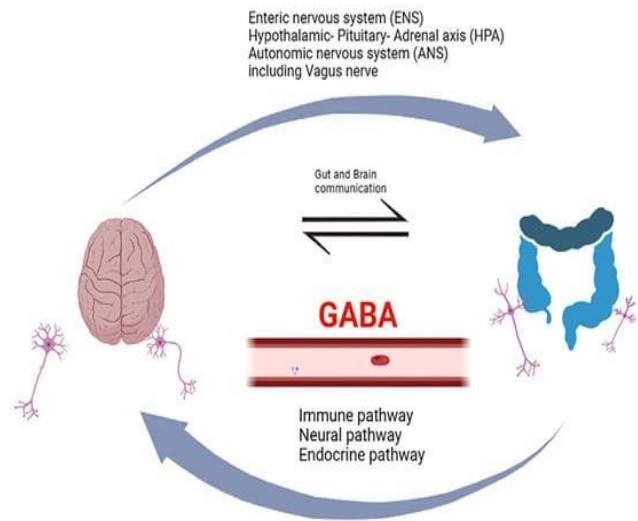 Enteric nervous system (ENS)
Hypothalamic- Pituitary- Adrenal axis (HPA)
Autonomic nervous system (ANS)
including Vagus nerve
Gut and Brain
communication
GABA
Immune pathway
Neural pathway
Endocrine pathway